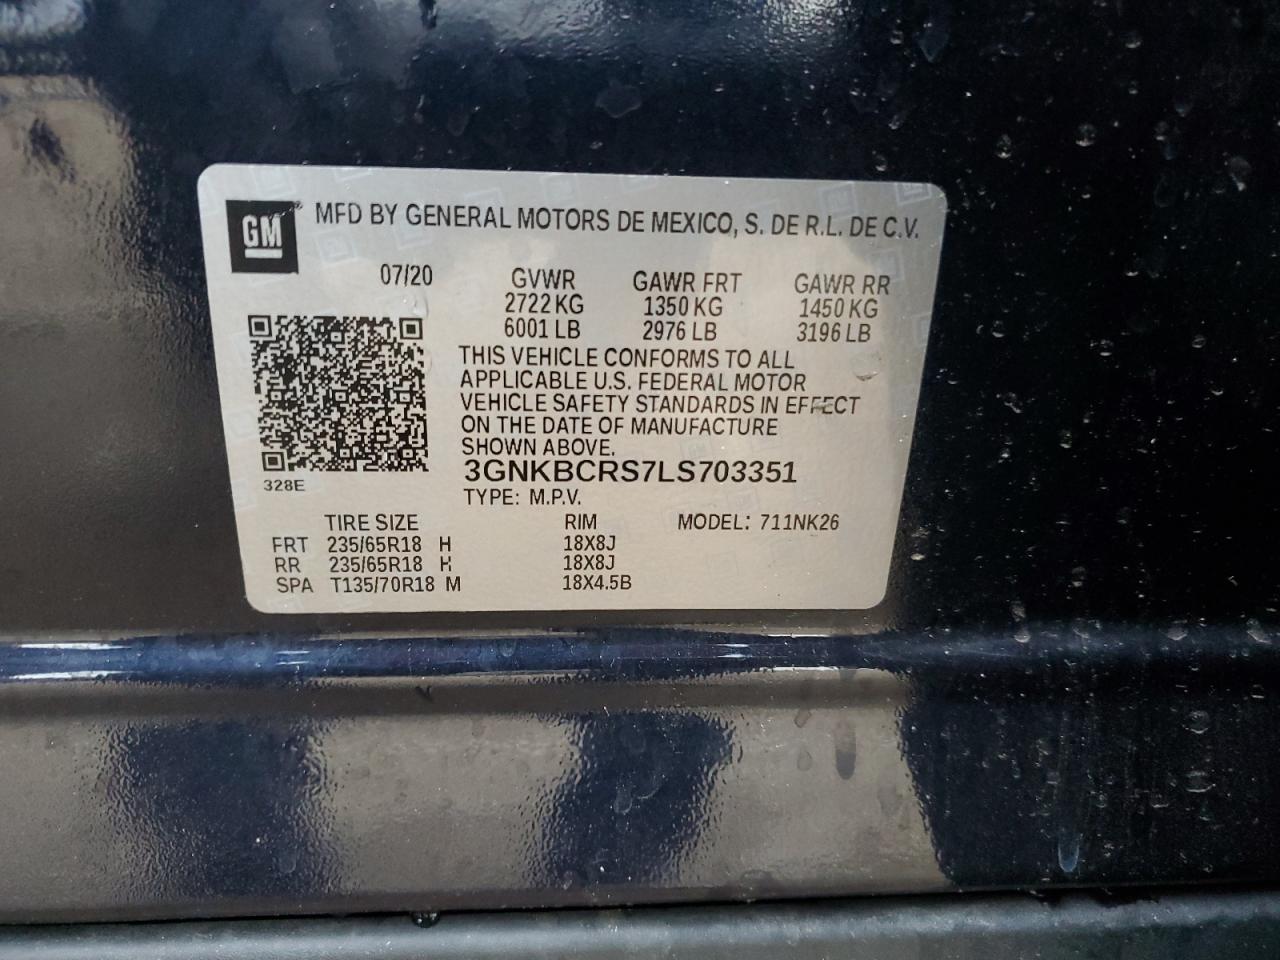 GM MFD BY GENERAL MOTORS DE MEXICO, S. DE R.L. DE C.V.
07/20 GVWR GAWR FRT GAWR RR
2722 KG 1350 KG 1450 KG
6001 LB 2976 LB 3196 LB
THIS VEHICLE CONFORMS TO ALL
APPLICABLE U.S. FEDERAL MOTOR
VEHICLE SAFETY STANDARDS IN EFFECT
ON THE DATE OF MANUFACTURE
SHOWN ABOVE.
3GNKBCRS7LS703351
328E
TYPE: M.P.V.
TIRE SIZE RIM MODEL: 711NK26
FRT 235/65R18 H 18X8J
RR 235/65R18 H 18X8J
SPA T135/70R18 M 18X4.5B